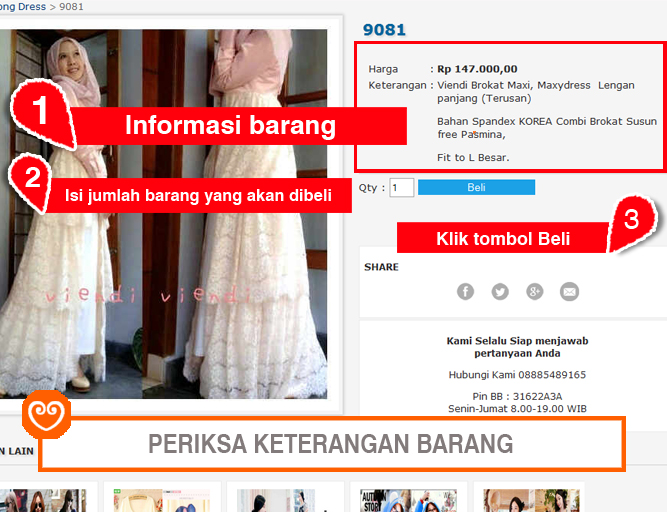 ong Dress > 9081
9081
Harga : Rp 147.000,00
Keterangan : Viendi Brokat Maxi, Maxydress Lengan
panjang (Terusan)
Bahan Spandex KOREA Combi Brokat Susun
free Pasmina,
Fit to L Besar.
1
Informasi barang
2
Isi jumlah barang yang akan dibeli
Qty : 1 Beli
3
Klik tombol Beli
viendi viendi
SHARE
Kami Selalu Siap menjawab
pertanyaan Anda
Hubungi Kami 08885489165
Pin BB : 31622A3A
Senin-Jumat 8.00-19.00 WIB
PERIKSA KETERANGAN BARANG
N LAIN
AUTUMN
STORY